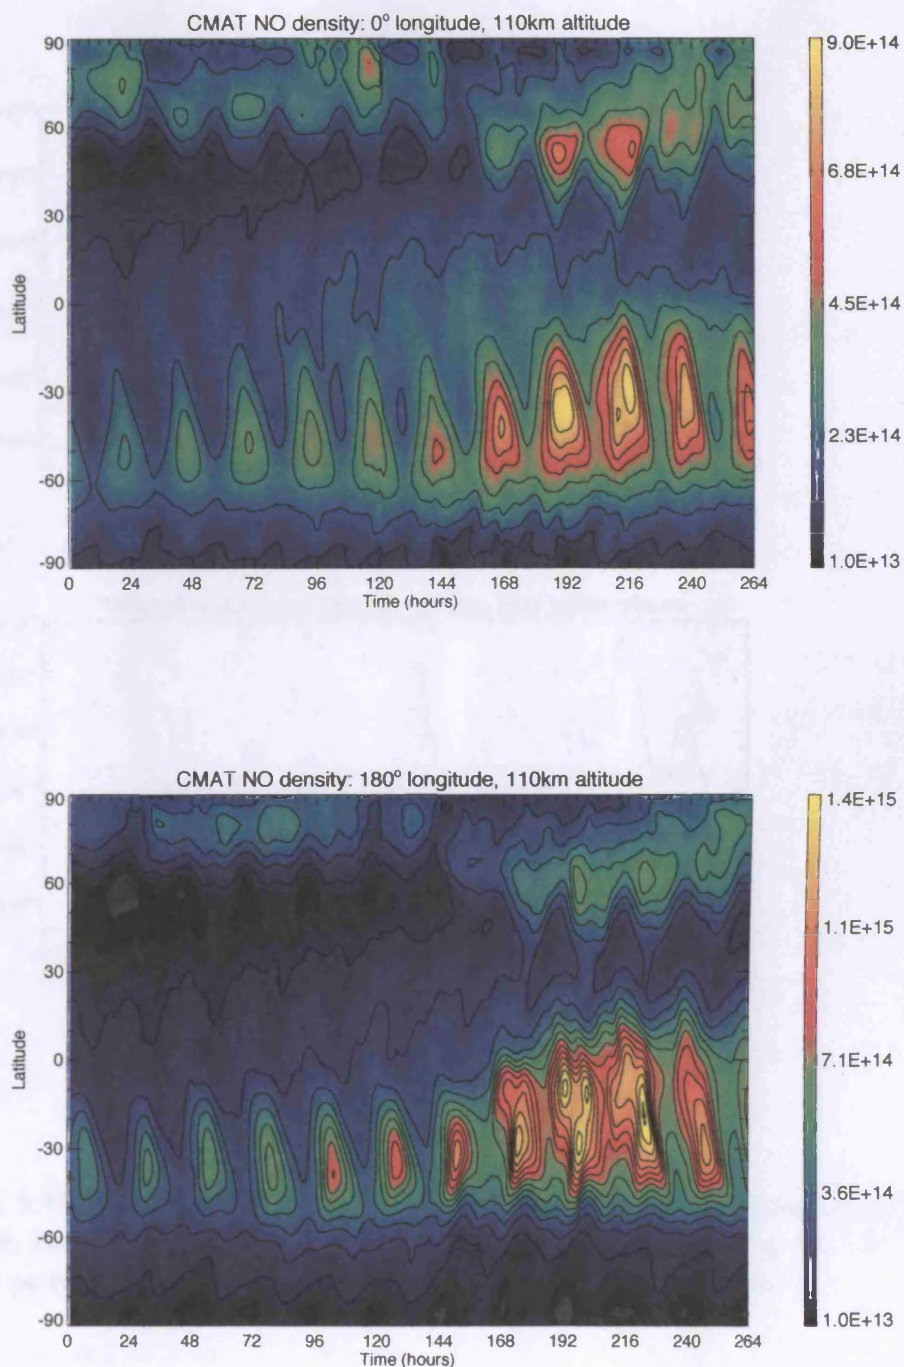 CMAT NO density: 0° longitude, 110km altitude
90
60
30
0
-30
-60
-90
Latitude
0 24 48 72 96 120 144 168 192 216 240 264
Time (hours)
9.0E+14
6.8E+14
4.5E+14
2.3E+14
1.0E+13
CMAT NO density: 180° longitude, 110km altitude
90
60
30
0
-30
-60
-90
Latitude
0 24 48 72 96 120 144 168 192 216 240 264
Time (hours)
1.4E+15
1.1E+15
7.1E+14
3.6E+14
1.0E+13